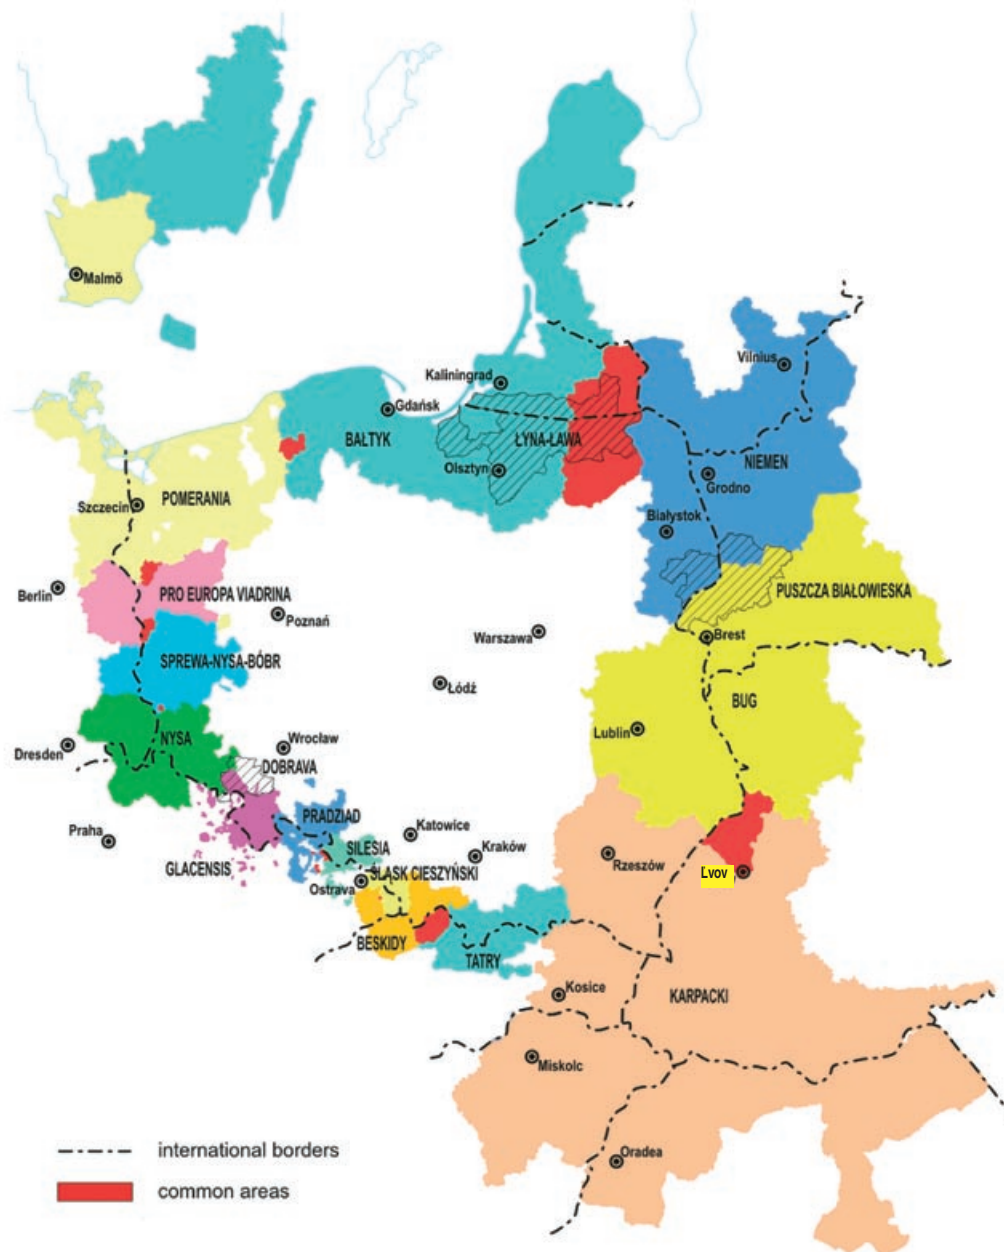 Malmö
Vilnius
Kaliningrad
Gdańsk
BAŁTYK
ŁYNA-ŁAWA
Olsztyn
NIEMEN
Grodno
POMERANIA
Szczecin
Białystok
Berlin
PRO EUROPA VIADRINA
PUSZCZA BIAŁOWIESKA
Poznań
Warszawa
Brest
SPREWA-NYSA-BÓBR
Łódź
BUG
Lublin
NYSA
Wrocław
Dresden
DOBRAVA
PRADZIAD
Praha
Katowice
SILESIA
Kraków
Rzeszów
GLACENSIS
ŚLĄSK CIESZYŃSKI
Lvov
Ostrava
BESKIDY
TATRY
Kosice
KARPACKI
Miskolc
Oradea
international borders
common areas